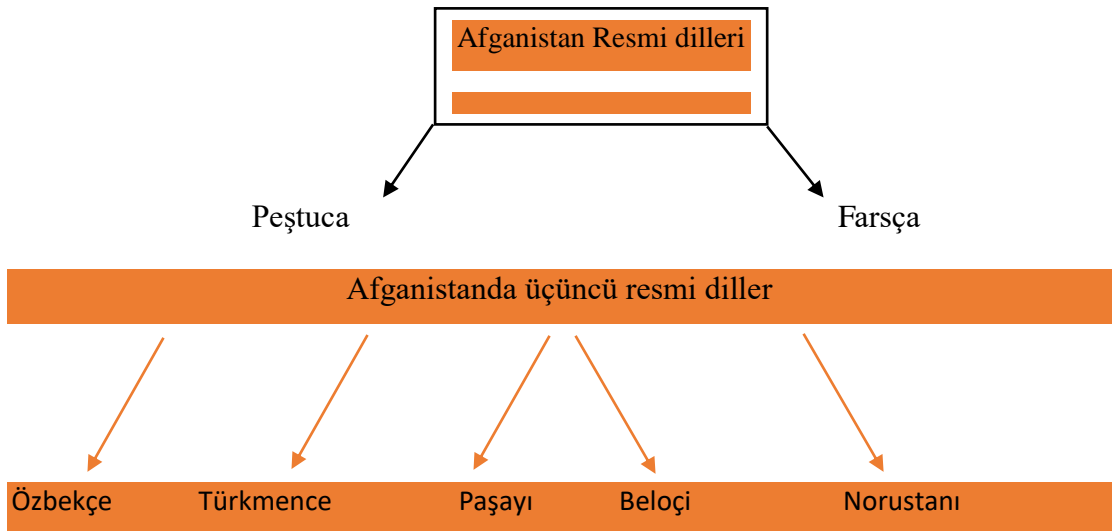 Afganistan Resmi dilleri
Peştuca Farsça
Afganistanda üçüncü resmi diller
Özbekçe Türkmence Paşayı Beloçi Norustanı